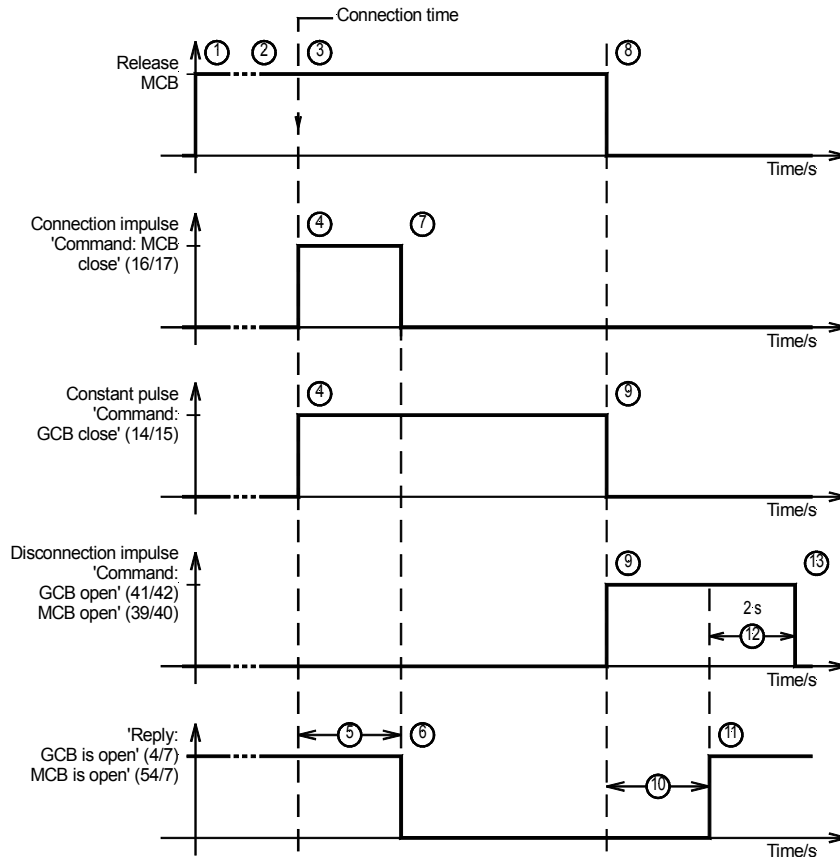 Connection time
1
2
3
8
Release
MCB
Time/s
Connection impulse
'Command: MCB
close' (16/17)
4
7
Time/s
Constant pulse
'Command:
GCB close' (14/15)
4
9
Time/s
Disconnection impulse
'Command:
GCB open' (41/42)
MCB open' (39/40)
9
13
2 s
12
Time/s
'Reply:
GCB is open' (4/7)
MCB is open' (54/7)
5
6
11
10
Time/s